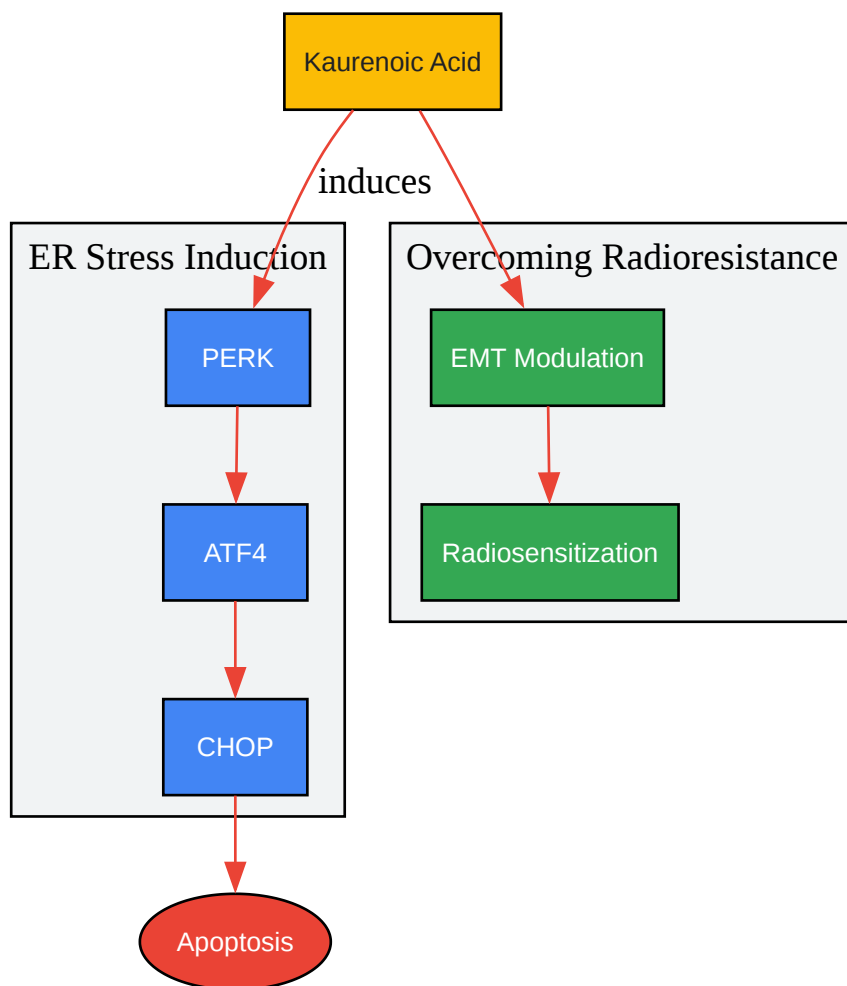 Kaurenoic Acid
induces
ER Stress Induction
Overcoming Radioresistance
PERK
EMT Modulation
ATF4
Radiosensitization
CHOP
Apoptosis